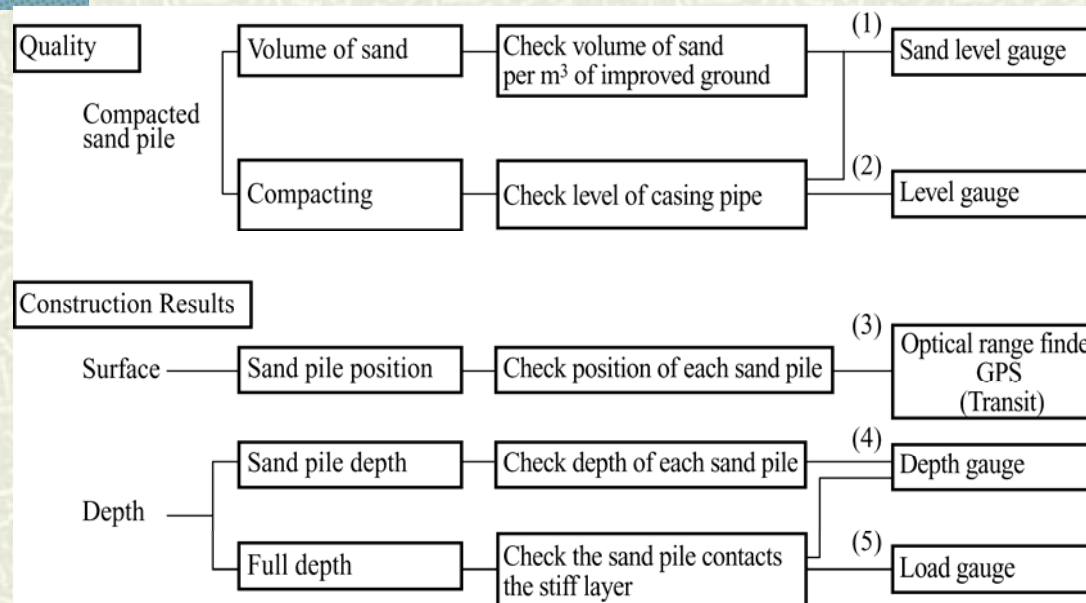 Quality
Compacted
sand pile
Volume of sand
Check volume of sand
per m³ of improved ground
(1)
Sand level gauge
Compacting
Check level of casing pipe
(2)
Level gauge
Construction Results
Surface
Sand pile position
Check position of each sand pile
(3)
Optical range finde
GPS
(Transit)
Depth
Sand pile depth
Check depth of each sand pile
(4)
Depth gauge
Full depth
Check the sand pile contacts
the stiff layer
(5)
Load gauge